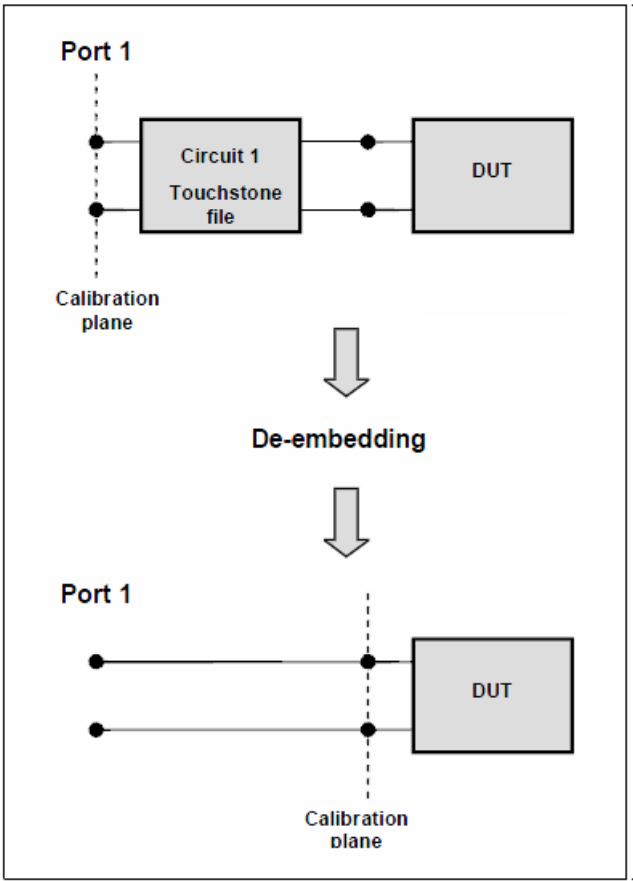 Port 1
Circuit 1
Touchstone
file
DUT
Calibration
plane
De-embedding
Port 1
DUT
Calibration
plane